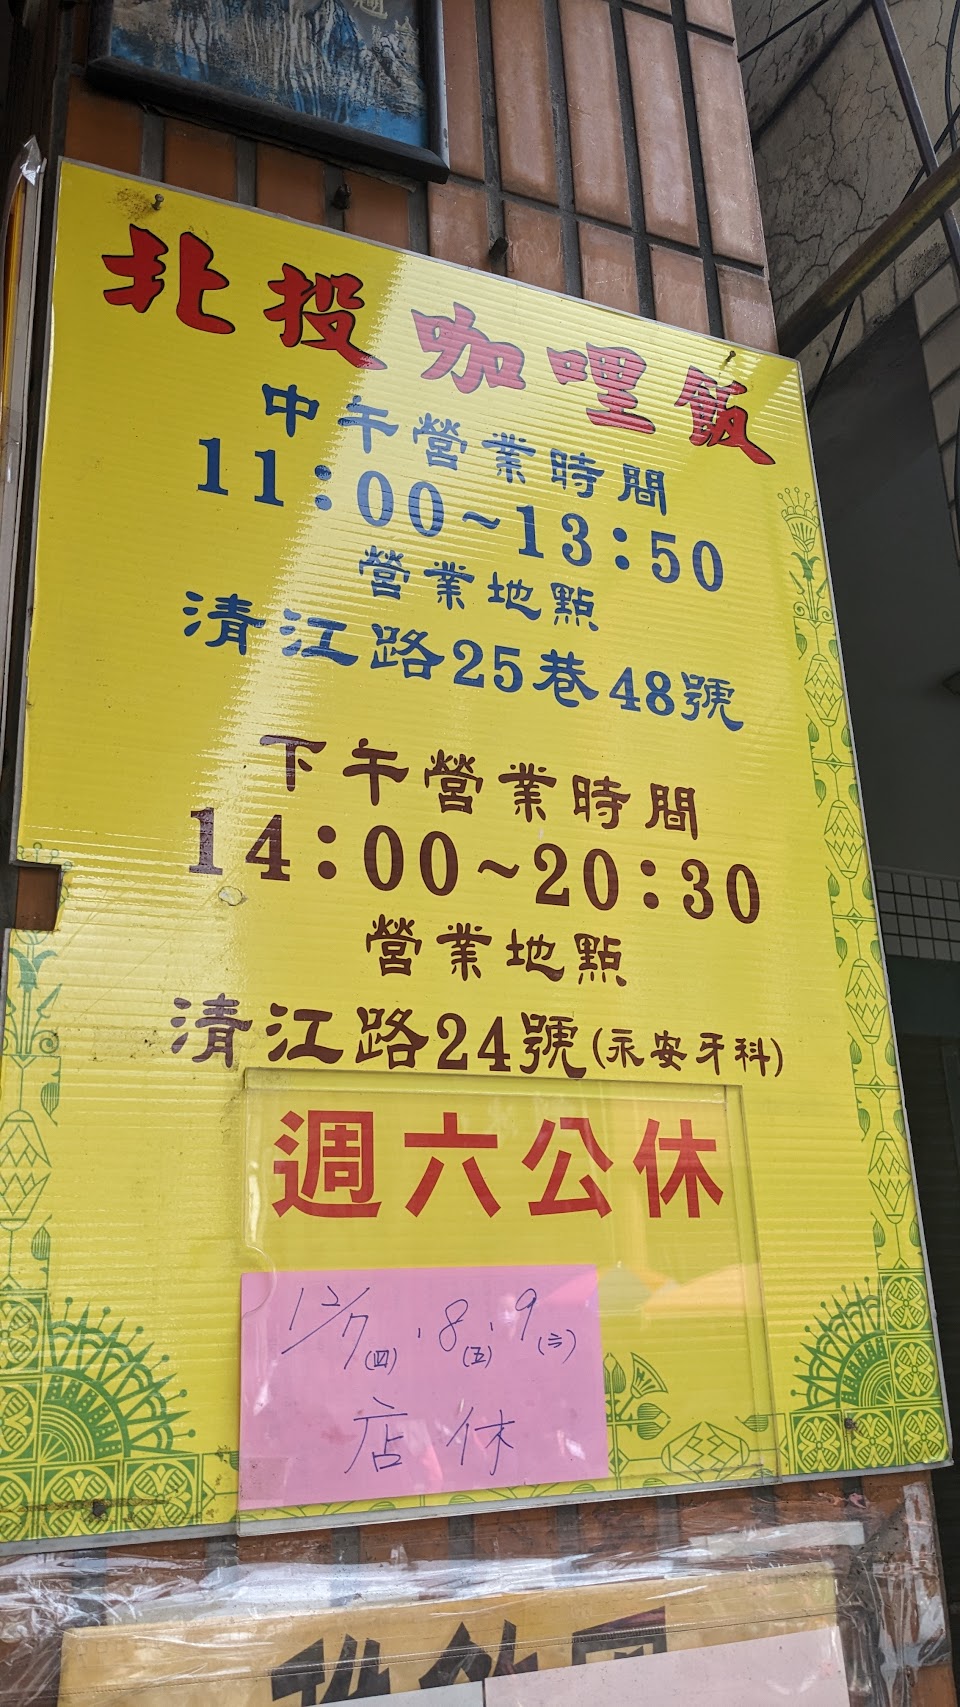 北投咖哩飯
中午營業時間
11:00~13:50
營業地點
清江路25巷48號
下午營業時間
14:00~20:30
營業地點
清江路24號(永安牙科)
週六公休
12/7(四).8(五).9(六)
店休